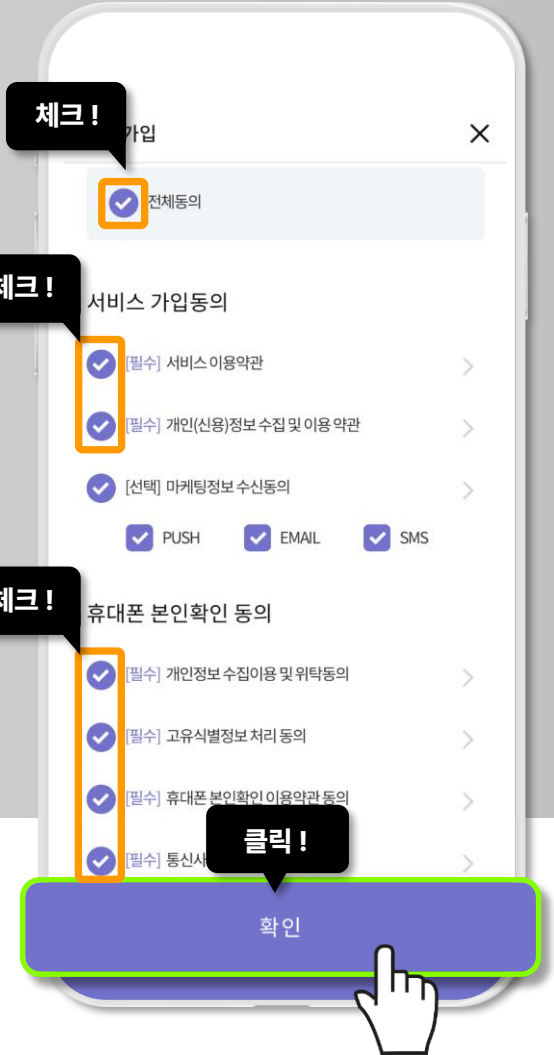 체크 !
가입
전체동의
체크 !
서비스 가입동의
[필수] 서비스 이용약관
[필수] 개인(신용)정보 수집 및 이용 약관
[선택] 마케팅정보 수신동의
PUSH EMAIL SMS
체크 !
휴대폰 본인확인 동의
[필수] 개인정보 수집이용 및 위탁동의
[필수] 고유식별정보 처리 동의
[필수] 휴대폰 본인확인 이용약관 동의
클릭 !
[필수] 통신사
확인